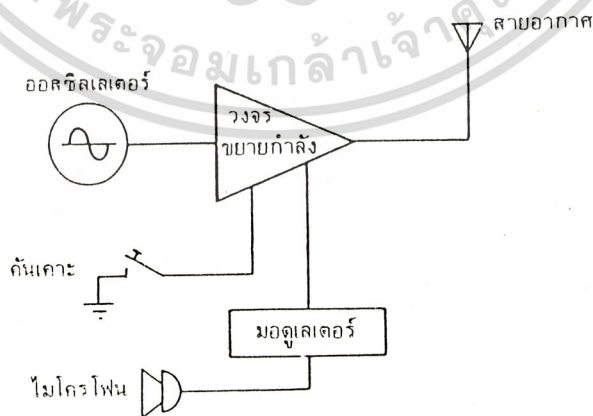 พระจอมเกล้าเจ้าคุณ
สายอากาศ
ออสซิลเลเตอร์
วงจร
ขยายกำลัง
คันเคาะ
มอดูเลเตอร์
ไมโครโฟน